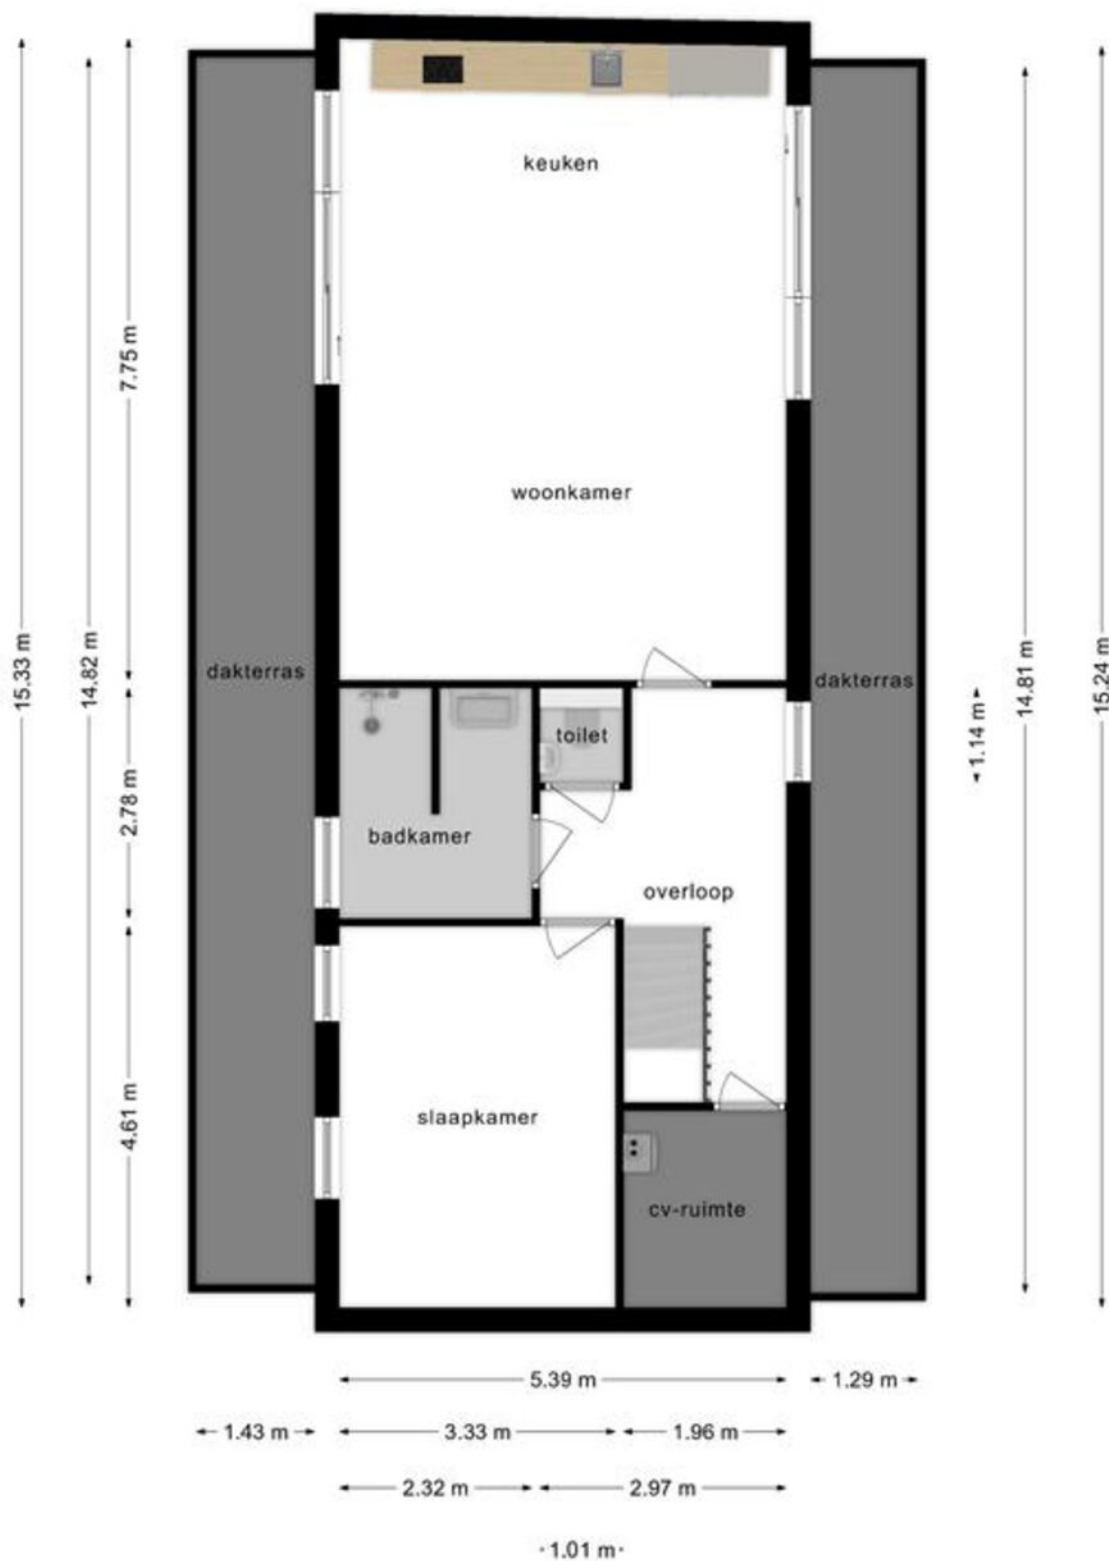 keuken
7.75 m
woonkamer
15.33 m
14.82 m
dakterras
dakterras
14.81 m
15.24 m
1.14 m
toilet
2.78 m
badkamer
overloop
4.61 m
slaapkamer
cv-ruimte
5.39 m
1.29 m
1.43 m
3.33 m
1.96 m
2.32 m
2.97 m
1.01 m